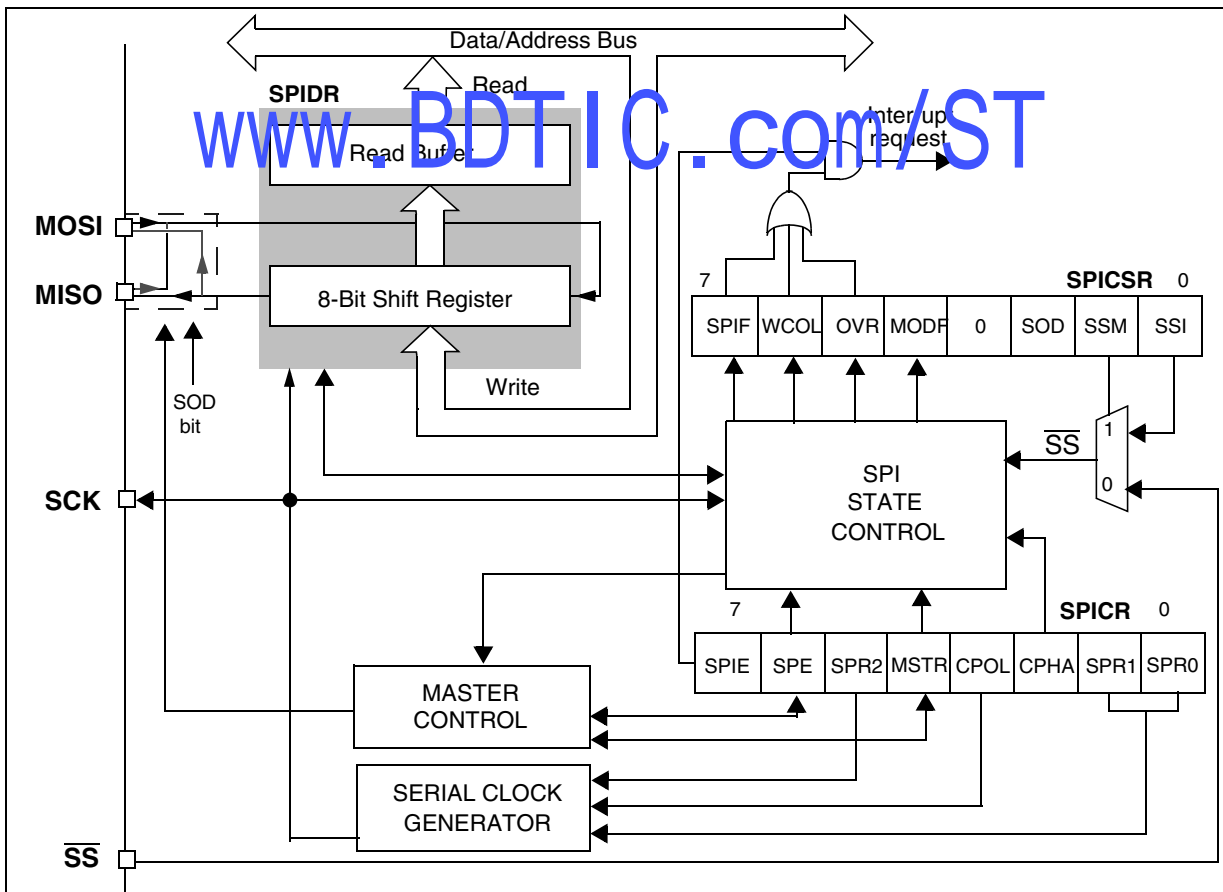 Data/Address Bus
SPIDR
Read
www.BDTIC.com/ST
Interrupt
request
Read Buffer
MOSI
MISO
8-Bit Shift Register
Write
SOD
bit
7 SPICSR 0
SPIF WCOL OVR MODF 0 SOD SSM SSI
1
SS
0
SCK
SPI
STATE
CONTROL
7 SPICR 0
SPIE SPE SPR2 MSTR CPOL CPHA SPR1 SPR0
MASTER
CONTROL
SERIAL CLOCK
GENERATOR
SS